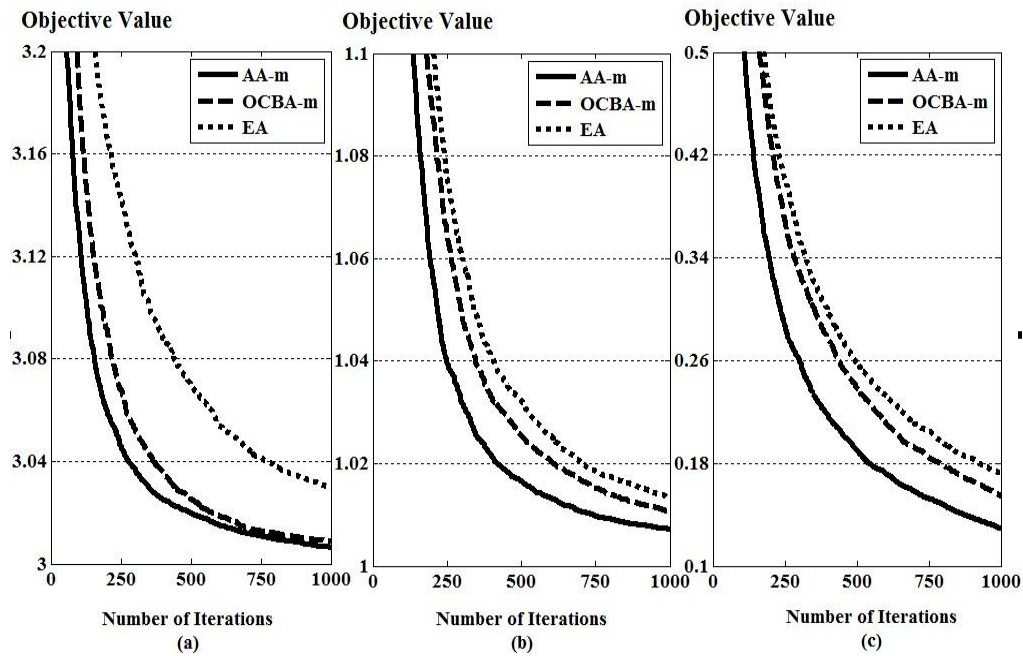 Objective Value
3.2
3.16
3.12
3.08
3.04
3
0
250
500
750
1000
AA-m
OCBA-m
EA
Number of Iterations
(a)
Objective Value
1.1
1.08
1.06
1.04
1.02
1
0
250
500
750
1000
AA-m
OCBA-m
EA
Number of Iterations
(b)
Objective Value
0.5
0.42
0.34
0.26
0.18
0.1
0
250
500
750
1000
AA-m
OCBA-m
EA
Number of Iterations
(c)